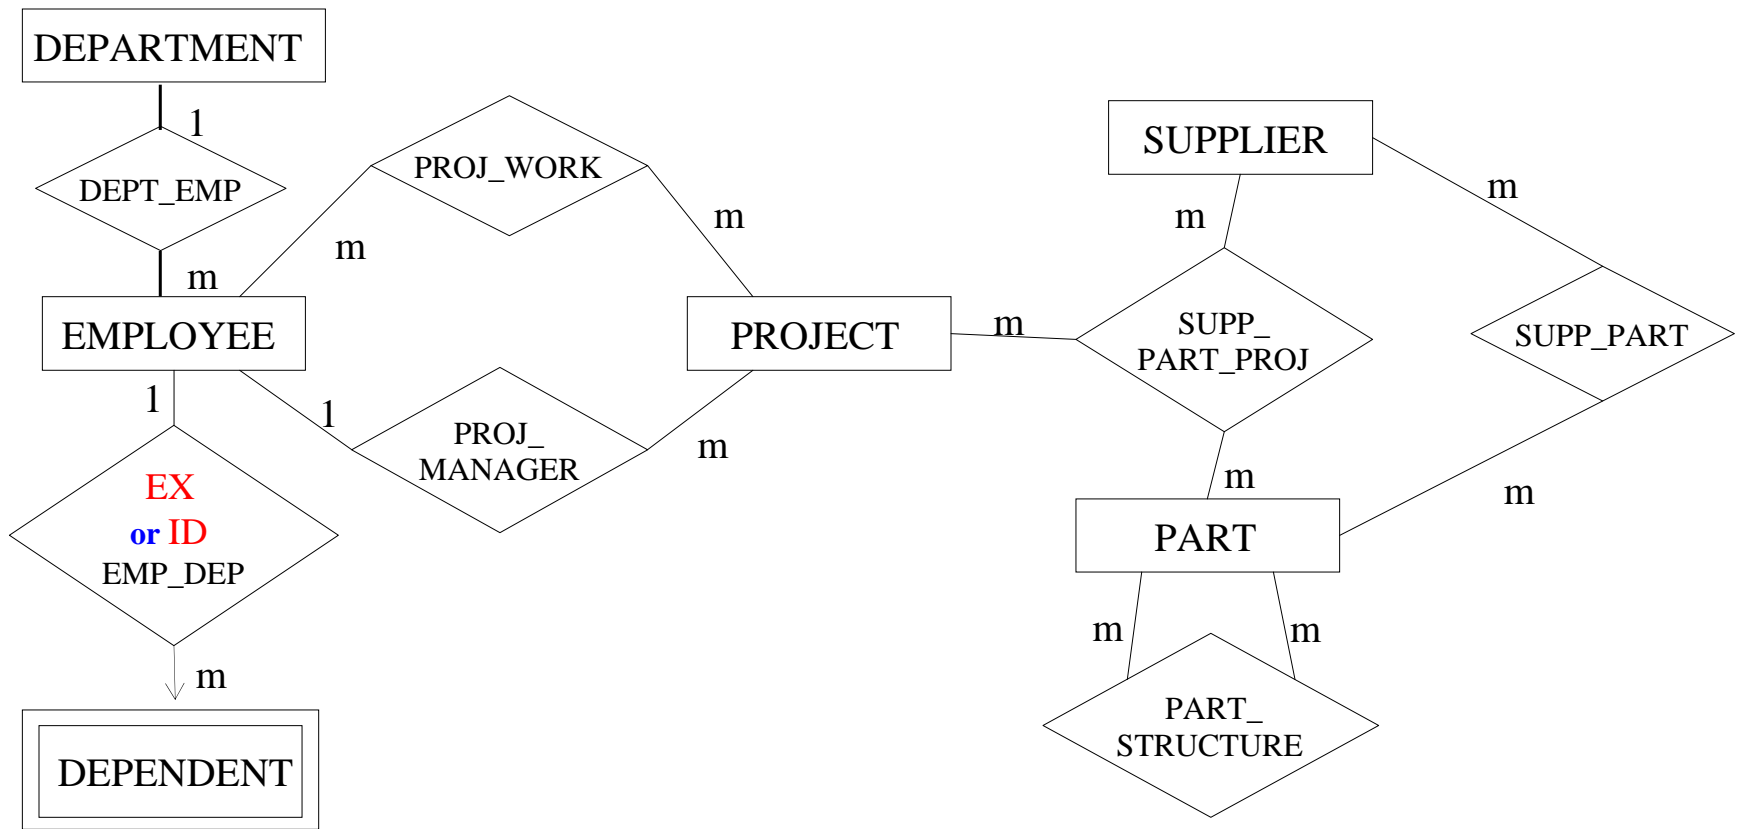 DEPARTMENT
1
DEPT_EMP
m
EMPLOYEE
PROJ_WORK
m
m
PROJECT
1
PROJ_
MANAGER
m
1
EX
or ID
EMP_DEP
m
DEPENDENT
SUPPLIER
m
m
m
SUPP_
PART_PROJ
SUPP_PART
m
m
PART
m
m
PART_
STRUCTURE